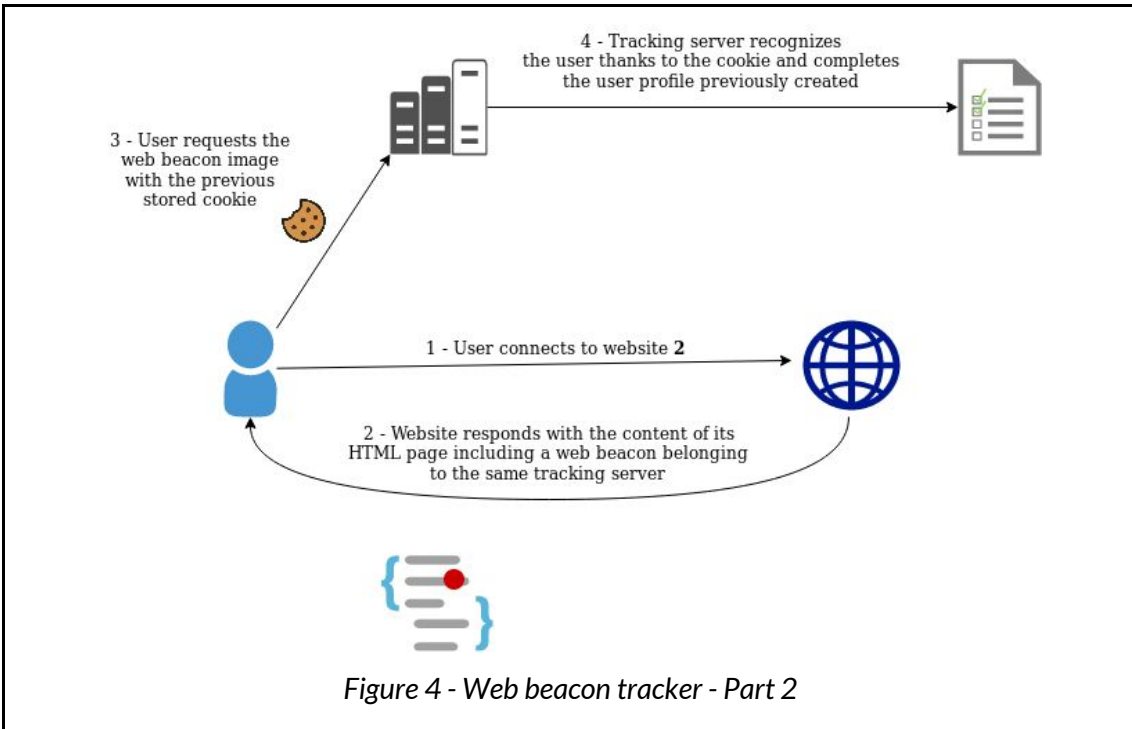 4 - Tracking server recognizes
the user thanks to the cookie and completes
the user profile previously created
3 - User requests the
web beacon image
with the previous
stored cookie
1 - User connects to website 2
2 - Website responds with the content of its
HTML page including a web beacon belonging
to the same tracking server
Figure 4 - Web beacon tracker - Part 2